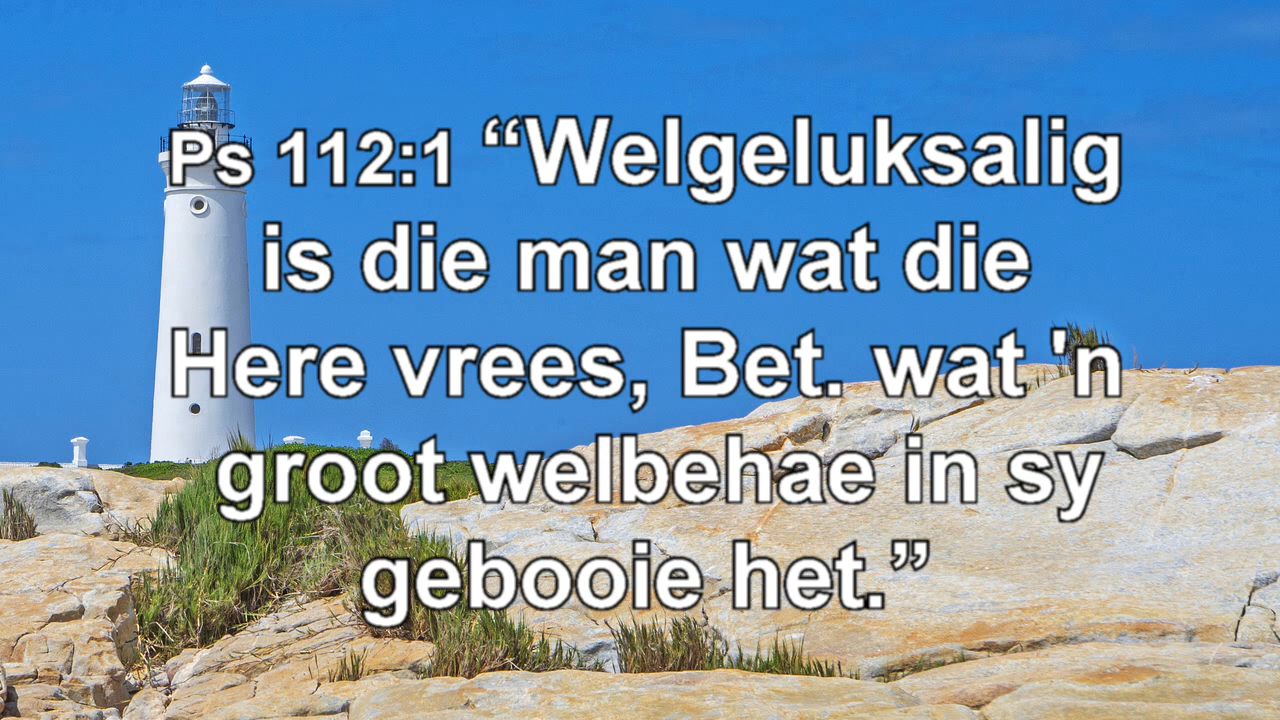 Ps 112:1 “Welgeluksalig
is die man wat die
Here vrees, Bet. wat 'n
groot welbehae in sy
gebooie het.”